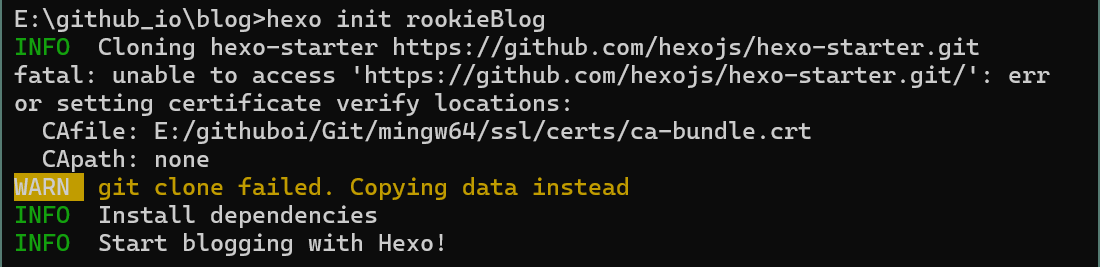 E:\github_io\blog>hexo init rookieBlog
INFO  Cloning hexo-starter https://github.com/hexojs/hexo-starter.git
fatal: unable to access 'https://github.com/hexojs/hexo-starter.git/': err
or setting certificate verify locations:
  CAfile: E:/githuboi/Git/mingw64/ssl/certs/ca-bundle.crt
  CApath: none
WARN  git clone failed. Copying data instead
INFO  Install dependencies
INFO  Start blogging with Hexo!